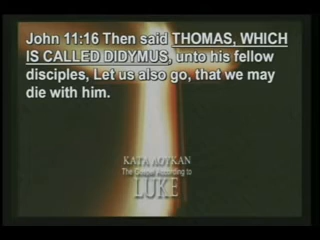 John 11:16 Then said THOMAS, WHICH
IS CALLED DIDYMUS, unto his fellow
disciples, Let us also go, that we may
die with him.
ΚΑΤΑ ΛΟΥΚΑΝ
The Gospel According to
LUKE